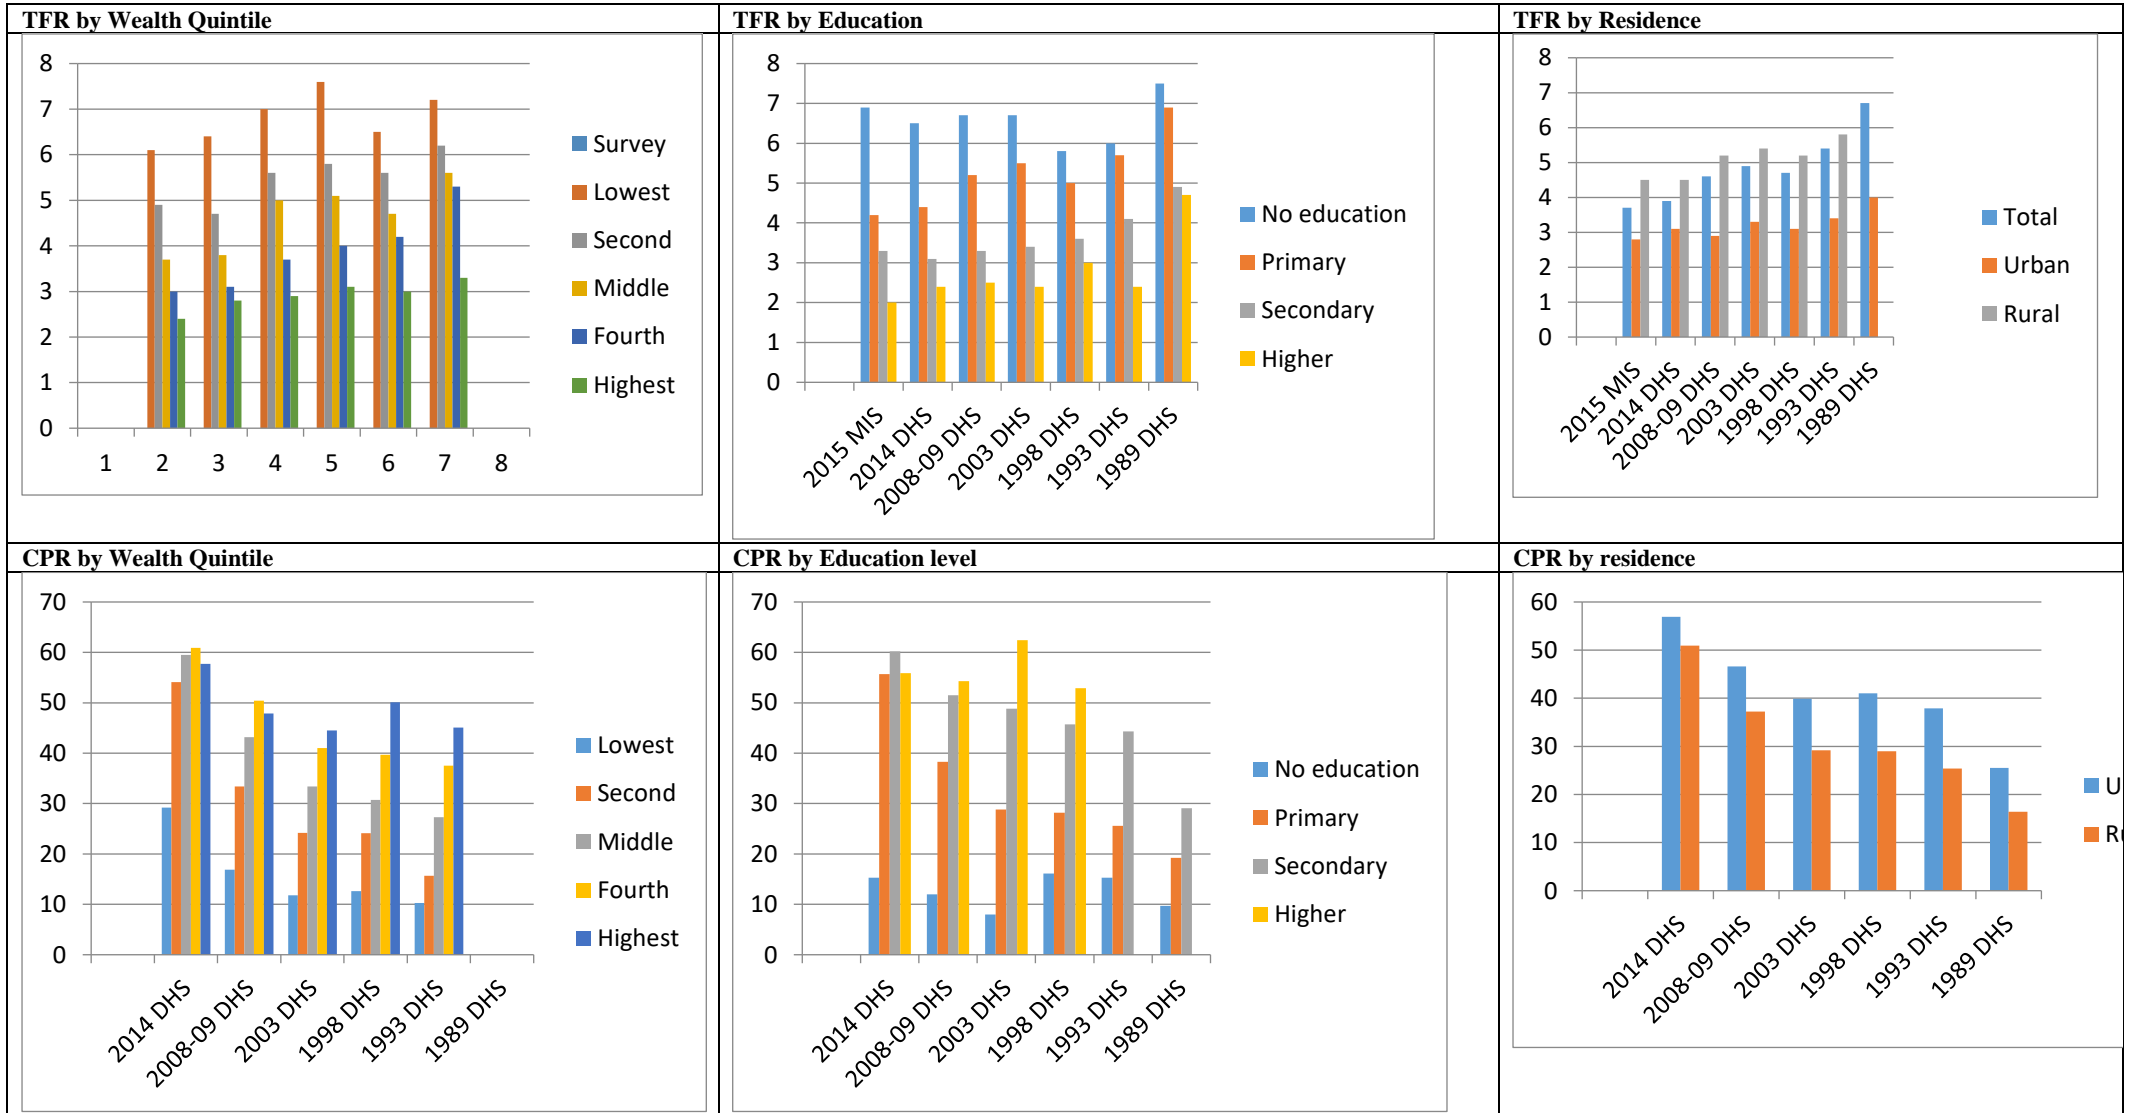 TFR by Wealth Quintile
8
7
6
5
4
3
2
1
0
1 2 3 4 5 6 7 8
Survey
Lowest
Second
Middle
Fourth
Highest
TFR by Education
8
7
6
5
4
3
2
1
0
2015 MIS
2014 DHS
2008-09 DHS
2003 DHS
1998 DHS
1993 DHS
1989 DHS
No education
Primary
Secondary
Higher
TFR by Residence
8
7
6
5
4
3
2
1
0
2015 MIS
2014 DHS
2008-09 DHS
2003 DHS
1998 DHS
1993 DHS
1989 DHS
Total
Urban
Rural
CPR by Wealth Quintile
70
60
50
40
30
20
10
0
2014 DHS
2008-09 DHS
2003 DHS
1998 DHS
1993 DHS
1989 DHS
Lowest
Second
Middle
Fourth
Highest
CPR by Education level
70
60
50
40
30
20
10
0
2014 DHS
2008-09 DHS
2003 DHS
1998 DHS
1993 DHS
1989 DHS
No education
Primary
Secondary
Higher
CPR by residence
60
50
40
30
20
10
0
2014 DHS
2008-09 DHS
2003 DHS
1998 DHS
1993 DHS
1989 DHS